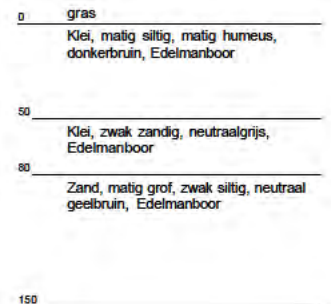 0 gras
Klei, matig siltig, matig humeus,
donkerbruin, Edelmanboor
50
Klei, zwak zandig, neutraalgrijs,
Edelmanboor
80
Zand, matig grof, zwak siltig, neutraal
geelbruin, Edelmanboor
150